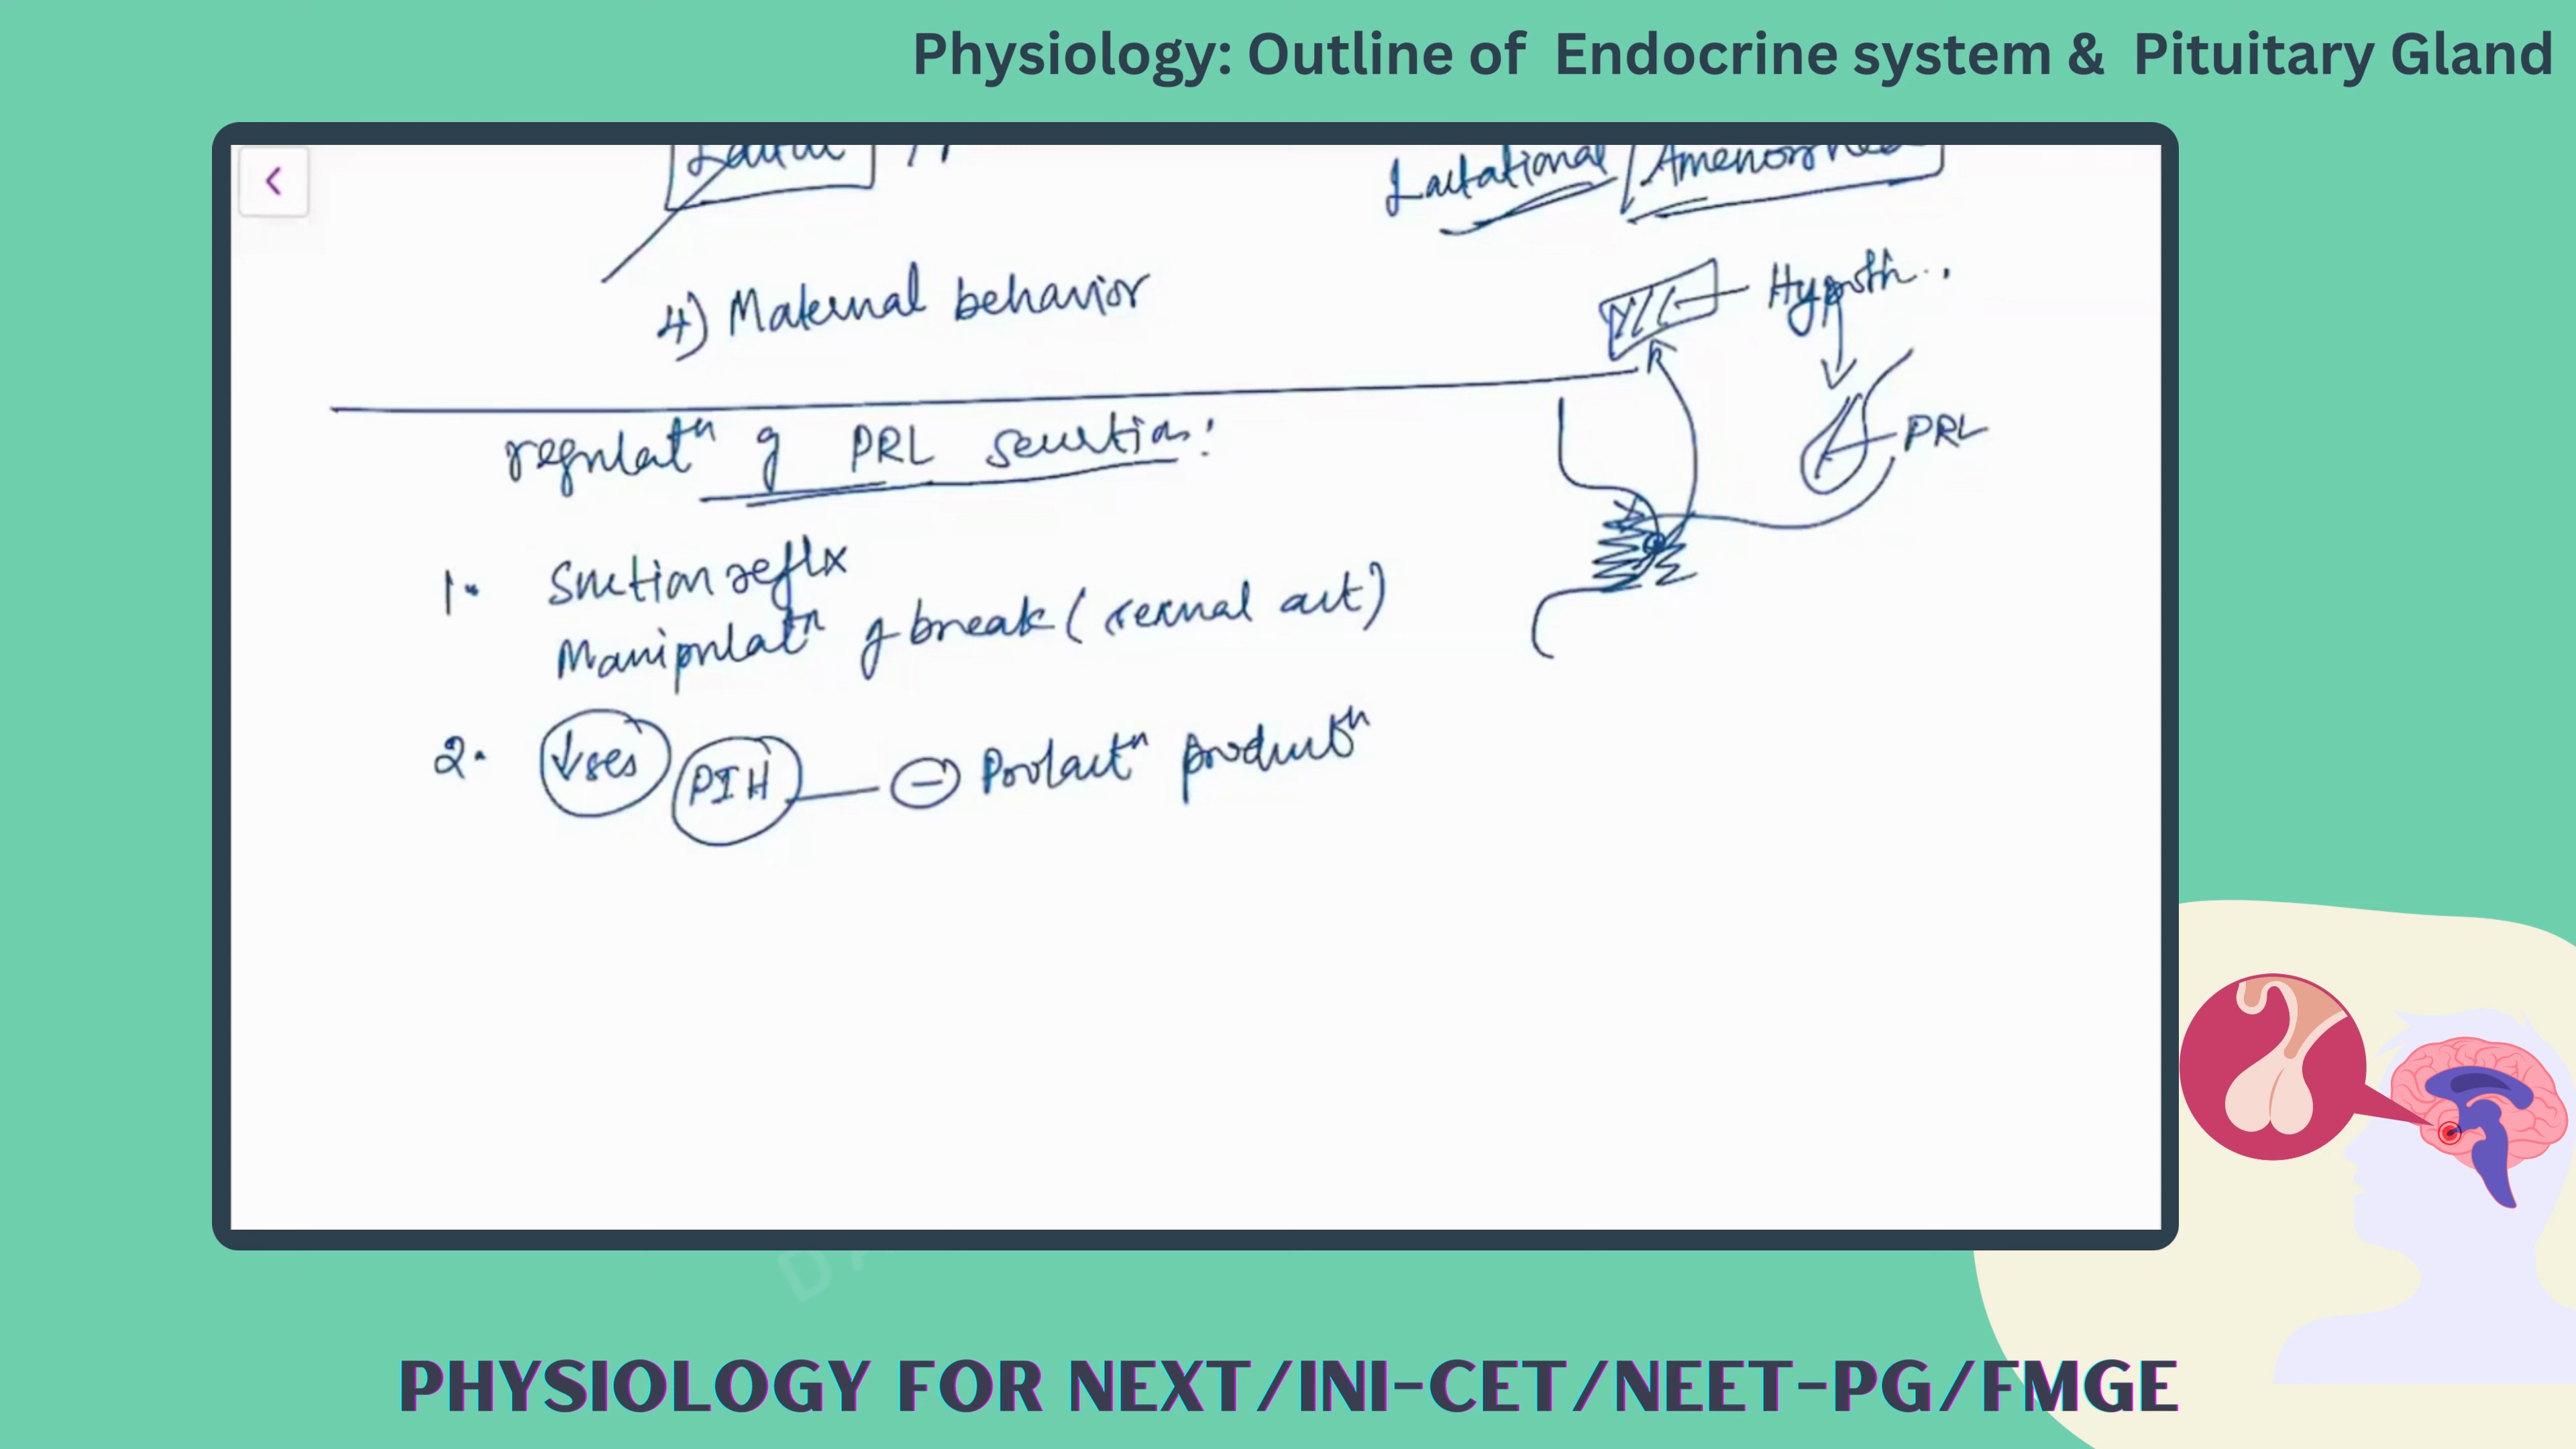 Physiology: Outline of Endocrine system & Pituitary Gland
Lactational Amenorrhea
4) Maternal behavior
Hypoth..
PRL
regulatn of PRL secretion:
1. Suction reflx
Manipulatn of break (sexual act)
2. ↓ses PIH — ⊖ Prolactn productn
PHYSIOLOGY FOR NEXT/INI-CET/NEET-PG/FMGE